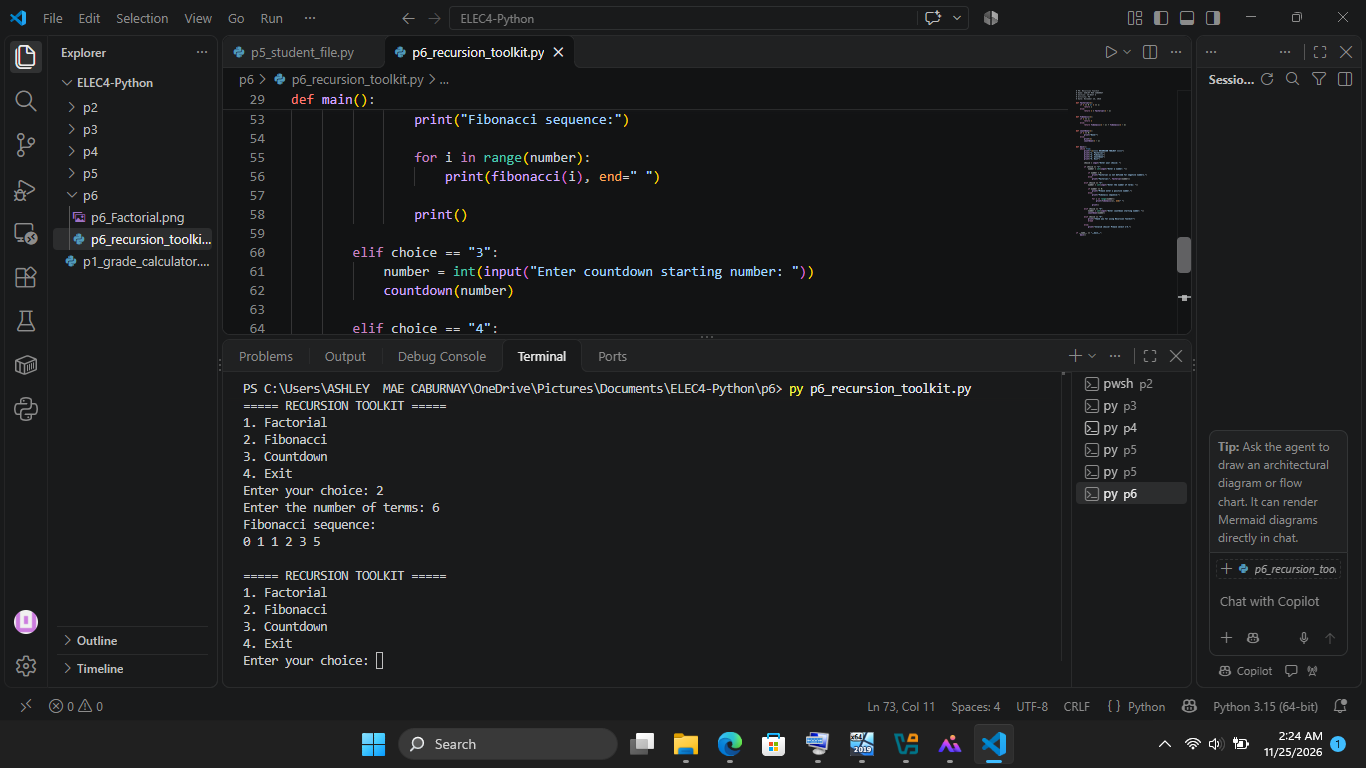 File Edit Selection View Go Run ···
ELEC4-Python
Explorer
ELEC4-Python
p2
p3
p4
p5
p6
p6_Factorial.png
p6_recursion_toolki...
p1_grade_calculator....
Outline
Timeline
p5_student_file.py
p6_recursion_toolkit.py
p6 > p6_recursion_toolkit.py > ...
29 def main():
53 print("Fibonacci sequence:")
54
55 for i in range(number):
56 print(fibonacci(i), end=" ")
57
58 print()
59
60 elif choice == "3":
61 number = int(input("Enter countdown starting number: "))
62 countdown(number)
63
64 elif choice == "4":
Problems Output Debug Console Terminal Ports
PS C:\Users\ASHLEY  MAE CABURNAY\OneDrive\Pictures\Documents\ELEC4-Python\p6> py p6_recursion_toolkit.py
===== RECURSION TOOLKIT =====
1. Factorial
2. Fibonacci
3. Countdown
4. Exit
Enter your choice: 2
Enter the number of terms: 6
Fibonacci sequence:
0 1 1 2 3 5
===== RECURSION TOOLKIT =====
1. Factorial
2. Fibonacci
3. Countdown
4. Exit
Enter your choice:
pwsh p2
py p3
py p4
py p5
py p5
py p6
Sessio...
Tip: Ask the agent to
draw an architectural
diagram or flow
chart. It can render
Mermaid diagrams
directly in chat.
p6_recursion_tool
Chat with Copilot
Copilot
0 0
Ln 73, Col 11 Spaces: 4 UTF-8 CRLF { } Python Python 3.15 (64-bit)
Search
x64
2019
2:24 AM
11/25/2026
1